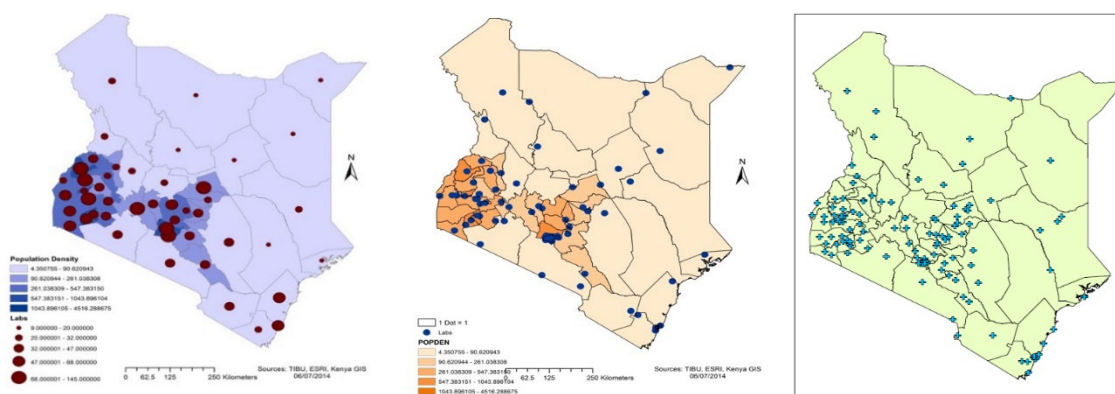 N
Population Density
4.350755 - 90.620943
90.620944 - 261.038308
261.038309 - 547.383150
547.383151 - 1043.896104
1043.896105 - 4516.288675
Labs
9.000000 - 20.000000
20.000001 - 32.000000
32.000001 - 47.000000
47.000001 - 68.000000
68.000001 - 145.000000
0 62.5 125 250 Kilometers
Sources: TIBU, ESRI, Kenya GIS
06/07/2014
N
1 Dot = 1
Labs
POPDEN
4.350755 - 90.620943
90.620944 - 261.038308
261.038309 - 547.383150
547.383151 - 1043.896104
1043.896105 - 4516.288675
0 62.5 125 250 Kilometers
Sources: TIBU, ESRI, Kenya GIS
06/07/2014